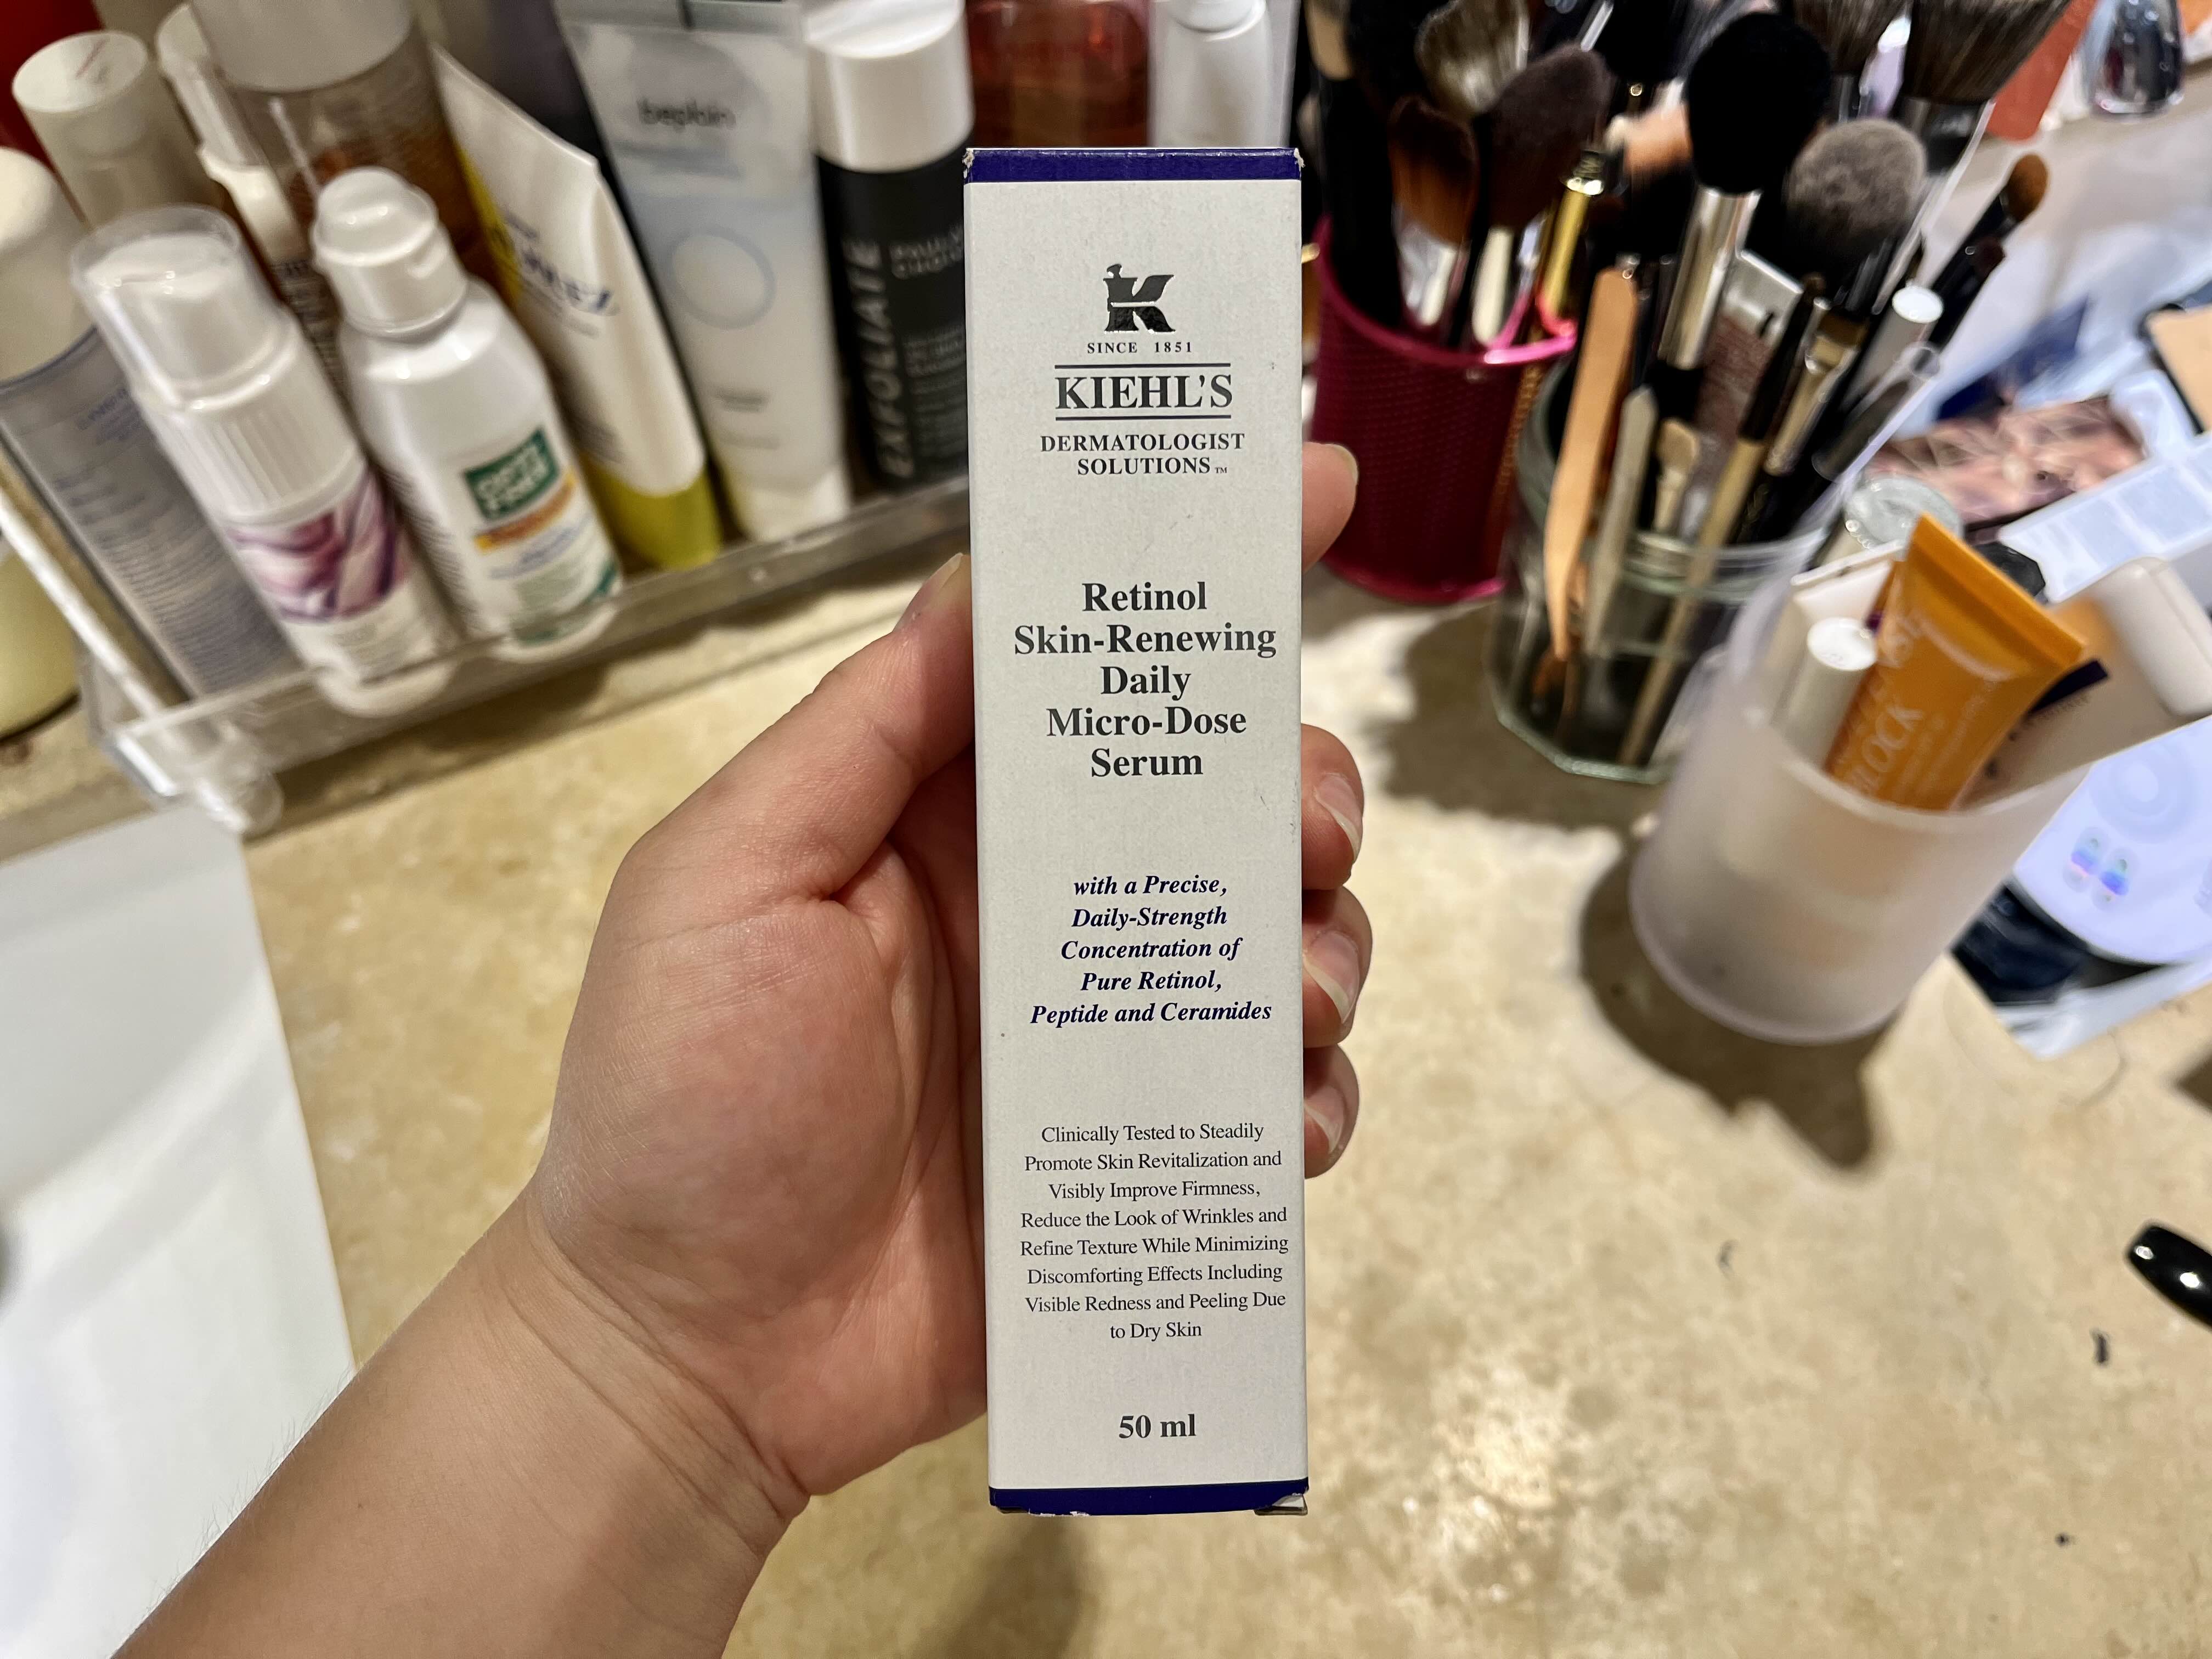 SINCE 1851
KIEHL'S
DERMATOLOGIST
SOLUTIONS™
Retinol
Skin-Renewing
Daily
Micro-Dose
Serum
with a Precise,
Daily-Strength
Concentration of
Pure Retinol,
Peptide and Ceramides
Clinically Tested to Steadily
Promote Skin Revitalization and
Visibly Improve Firmness,
Reduce the Look of Wrinkles and
Refine Texture While Minimizing
Discomforting Effects Including
Visible Redness and Peeling Due
to Dry Skin
50 ml
beplain
EXFOLIATE
OPTI
FREE